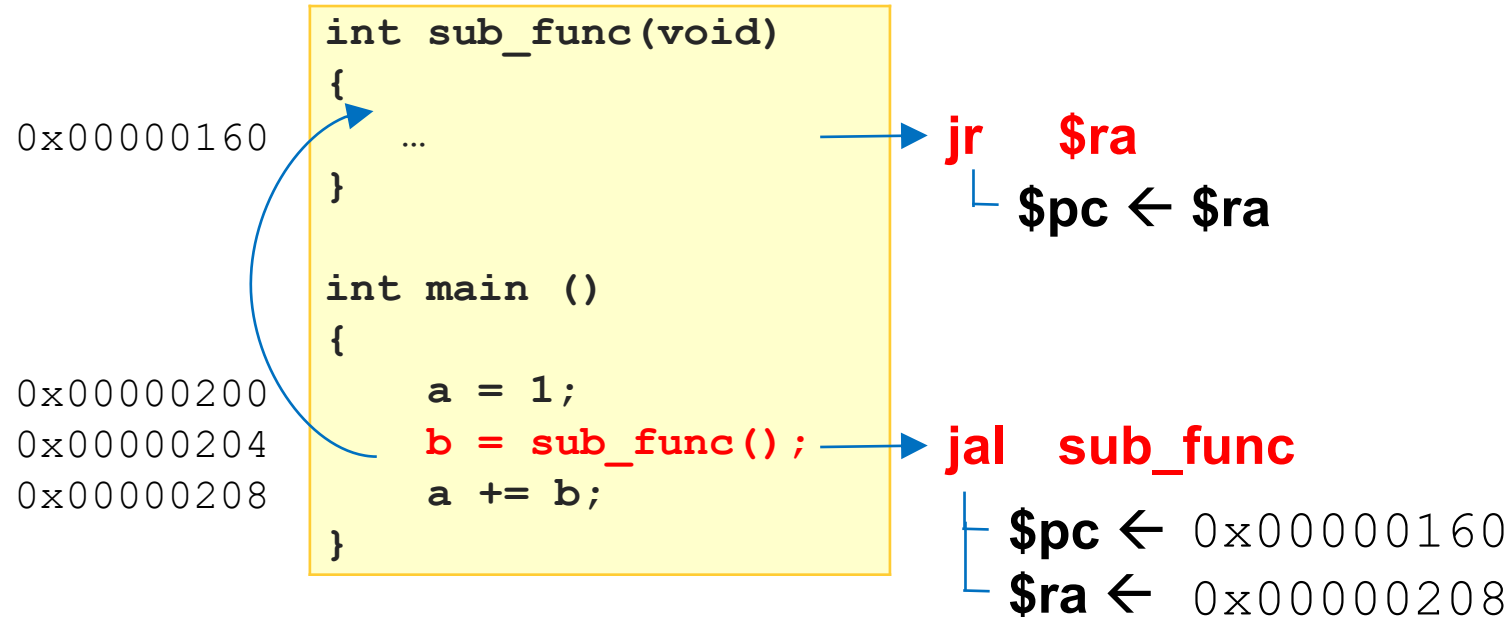 int sub_func(void)
{
0x00000160 … jr $ra
}
$pc ← $ra
int main ()
{
0x00000200 a = 1;
0x00000204 b = sub_func(); jal sub_func
0x00000208 a += b;
}
$pc ← 0x00000160
$ra ← 0x00000208